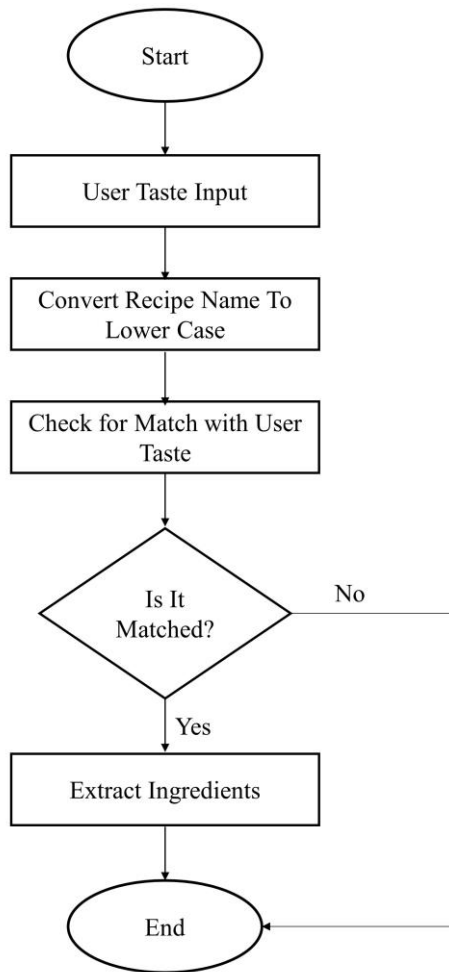 Start
User Taste Input
Convert Recipe Name To
Lower Case
Check for Match with User
Taste
Is It
Matched?
No
Yes
Extract Ingredients
End